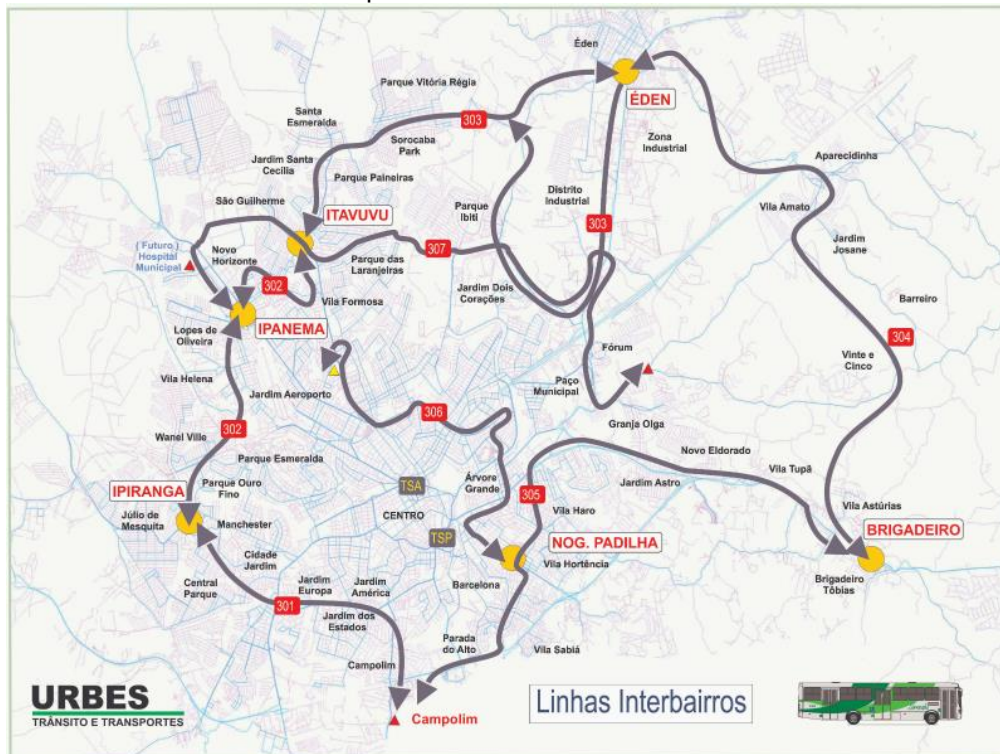 Éden
ÉDEN
Parque Vitória Régia
Santa
Esmeralda
303
Sorocaba
Park
Zona
Industrial
Jardim Santa
Cecília
Parque Paineiras
Aparecidinha
São Guilherme
ITAVUVU
Parque
Ibiti
Distrito
Industrial
303
Vila Amato
( Futuro )
Hospital
Municipal
Novo
Horizonte
307
Parque das
Laranjeiras
Jardim
Josane
302
Vila Formosa
Jardim Dois
Corações
Barreiro
Lopes de
Oliveira
IPANEMA
304
Fórum
Vinte e
Cinco
Vila Helena
Jardim Aeroporto
Paço
Municipal
306
Granja Olga
302
Wanel Ville
Parque Esmeralda
Novo Eldorado
Vila Tupã
IPIRANGA
Parque Ouro
Fino
TSA
Árvore
Grande
305
Jardim Astro
Júlio de
Mesquita
Manchester
CENTRO
Vila Haro
Vila Astúrias
TSP
NOG. PADILHA
BRIGADEIRO
Cidade
Jardim
Vila Hortência
Central
Parque
Jardim
Europa
Jardim
América
Barcelona
Brigadeiro
Tóbias
301
Jardim dos
Estados
Parada
do Alto
Vila Sabiá
Campolim
Campolim
URBES
TRÂNSITO E TRANSPORTES
Linhas Interbairros